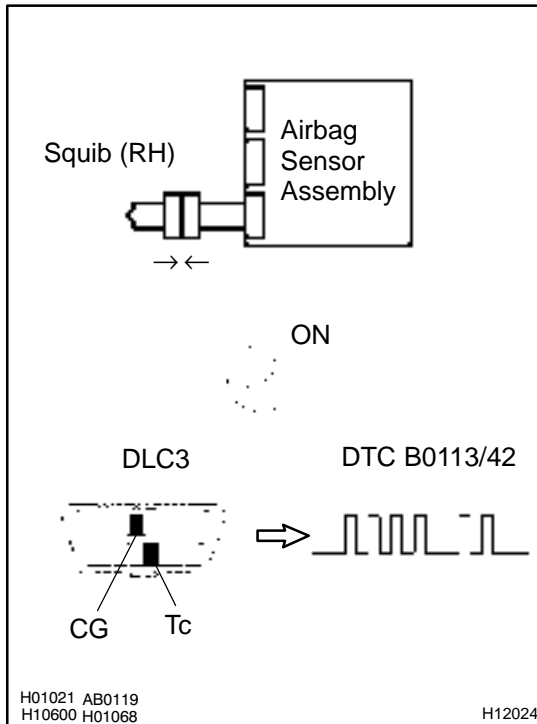 Squib (RH)
Airbag
Sensor
Assembly
ON
DLC3
DTC B0113/42
CG
Tc
H01021 AB0119
H10600 H01068
H12024